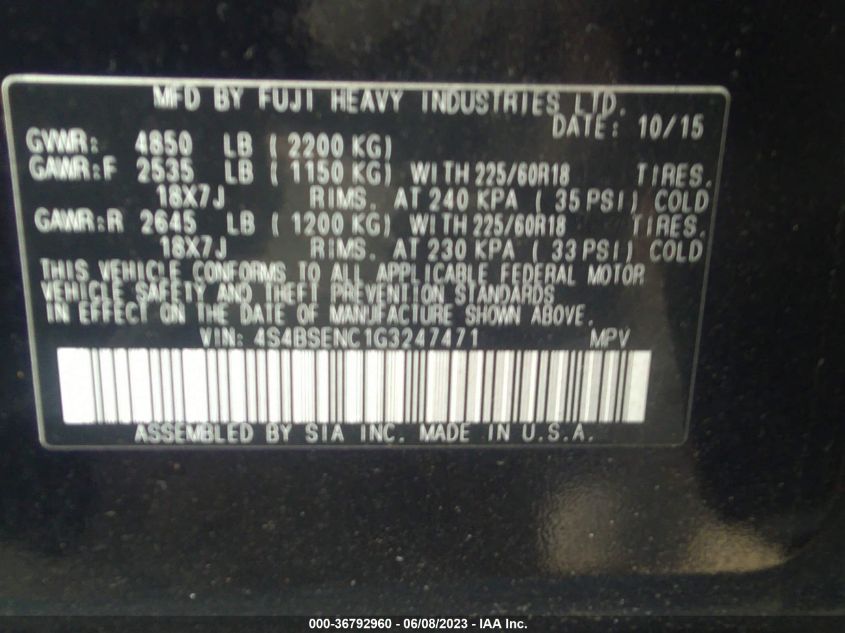 MFD BY FUJI HEAVY INDUSTRIES LTD.
DATE: 10/15
GVWR: 4850 LB ( 2200 KG)
GAWR:F 2535 LB ( 1150 KG) WITH 225/60R18 TIRES.
18X7J RIMS. AT 240 KPA ( 35 PSI) COLD
GAWR:R 2645 LB ( 1200 KG) WITH 225/60R18 TIRES.
18X7J RIMS. AT 230 KPA ( 33 PSI) COLD
THIS VEHICLE CONFORMS TO ALL APPLICABLE FEDERAL MOTOR
VEHICLE SAFETY AND THEFT PREVENTION STANDARDS
IN EFFECT ON THE DATE OF MANUFACTURE SHOWN ABOVE.
VIN: 4S4BSENC1G3247471 MPV
ASSEMBLED BY SIA INC. MADE IN U.S.A.
000-36792960 - 06/08/2023 - IAA Inc.